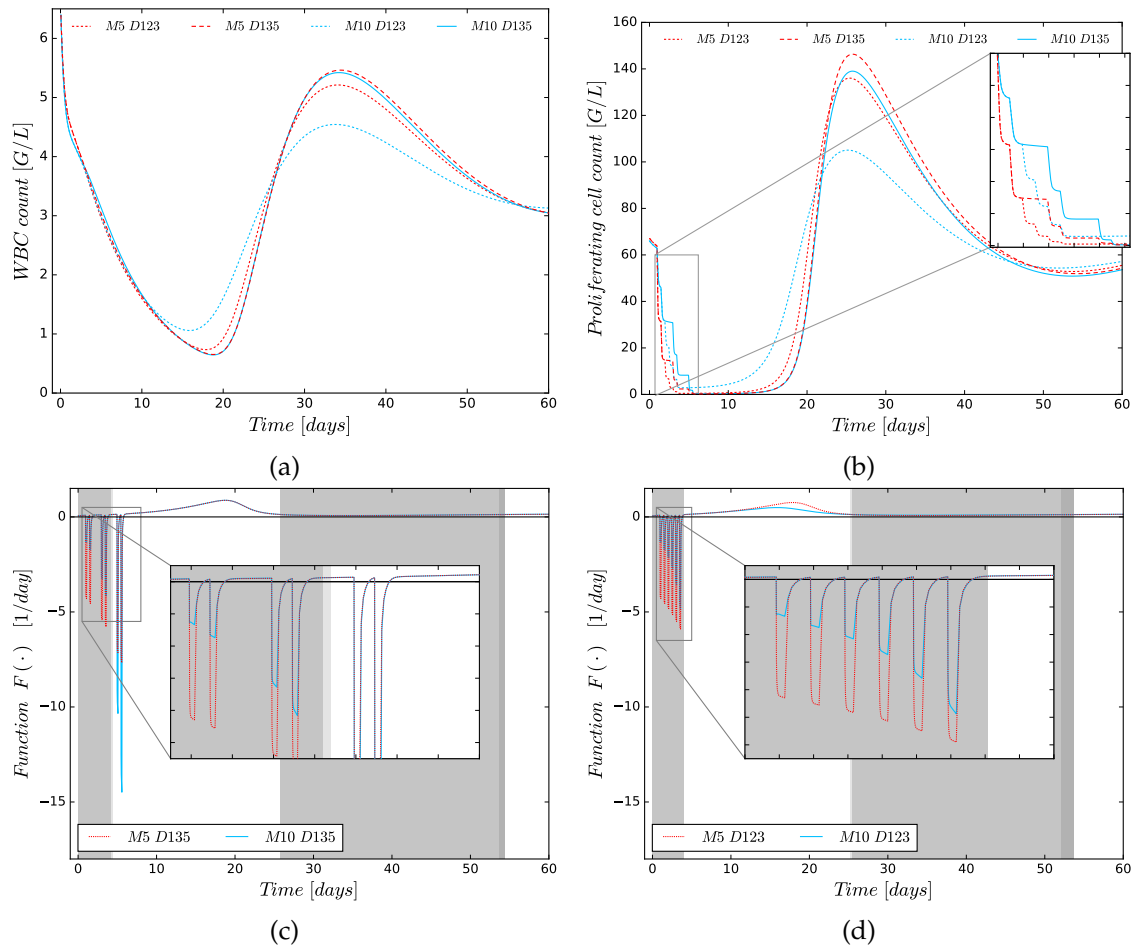 M5 D123 M5 D135 M10 D123 M10 D135
WBC count [G/L]
6
5
4
3
2
1
0
0 10 20 30 40 50 60
Time [days]
(a)
M5 D123 M5 D135 M10 D123 M10 D135
Proliferating cell count [G/L]
160
140
120
100
80
60
40
20
0
0 10 20 30 40 50 60
Time [days]
(b)
Function F(·) [1/day]
0
−5
−10
−15
M5 D135 M10 D135
0 10 20 30 40 50 60
Time [days]
(c)
Function F(·) [1/day]
0
−5
−10
−15
M5 D123 M10 D123
0 10 20 30 40 50 60
Time [days]
(d)